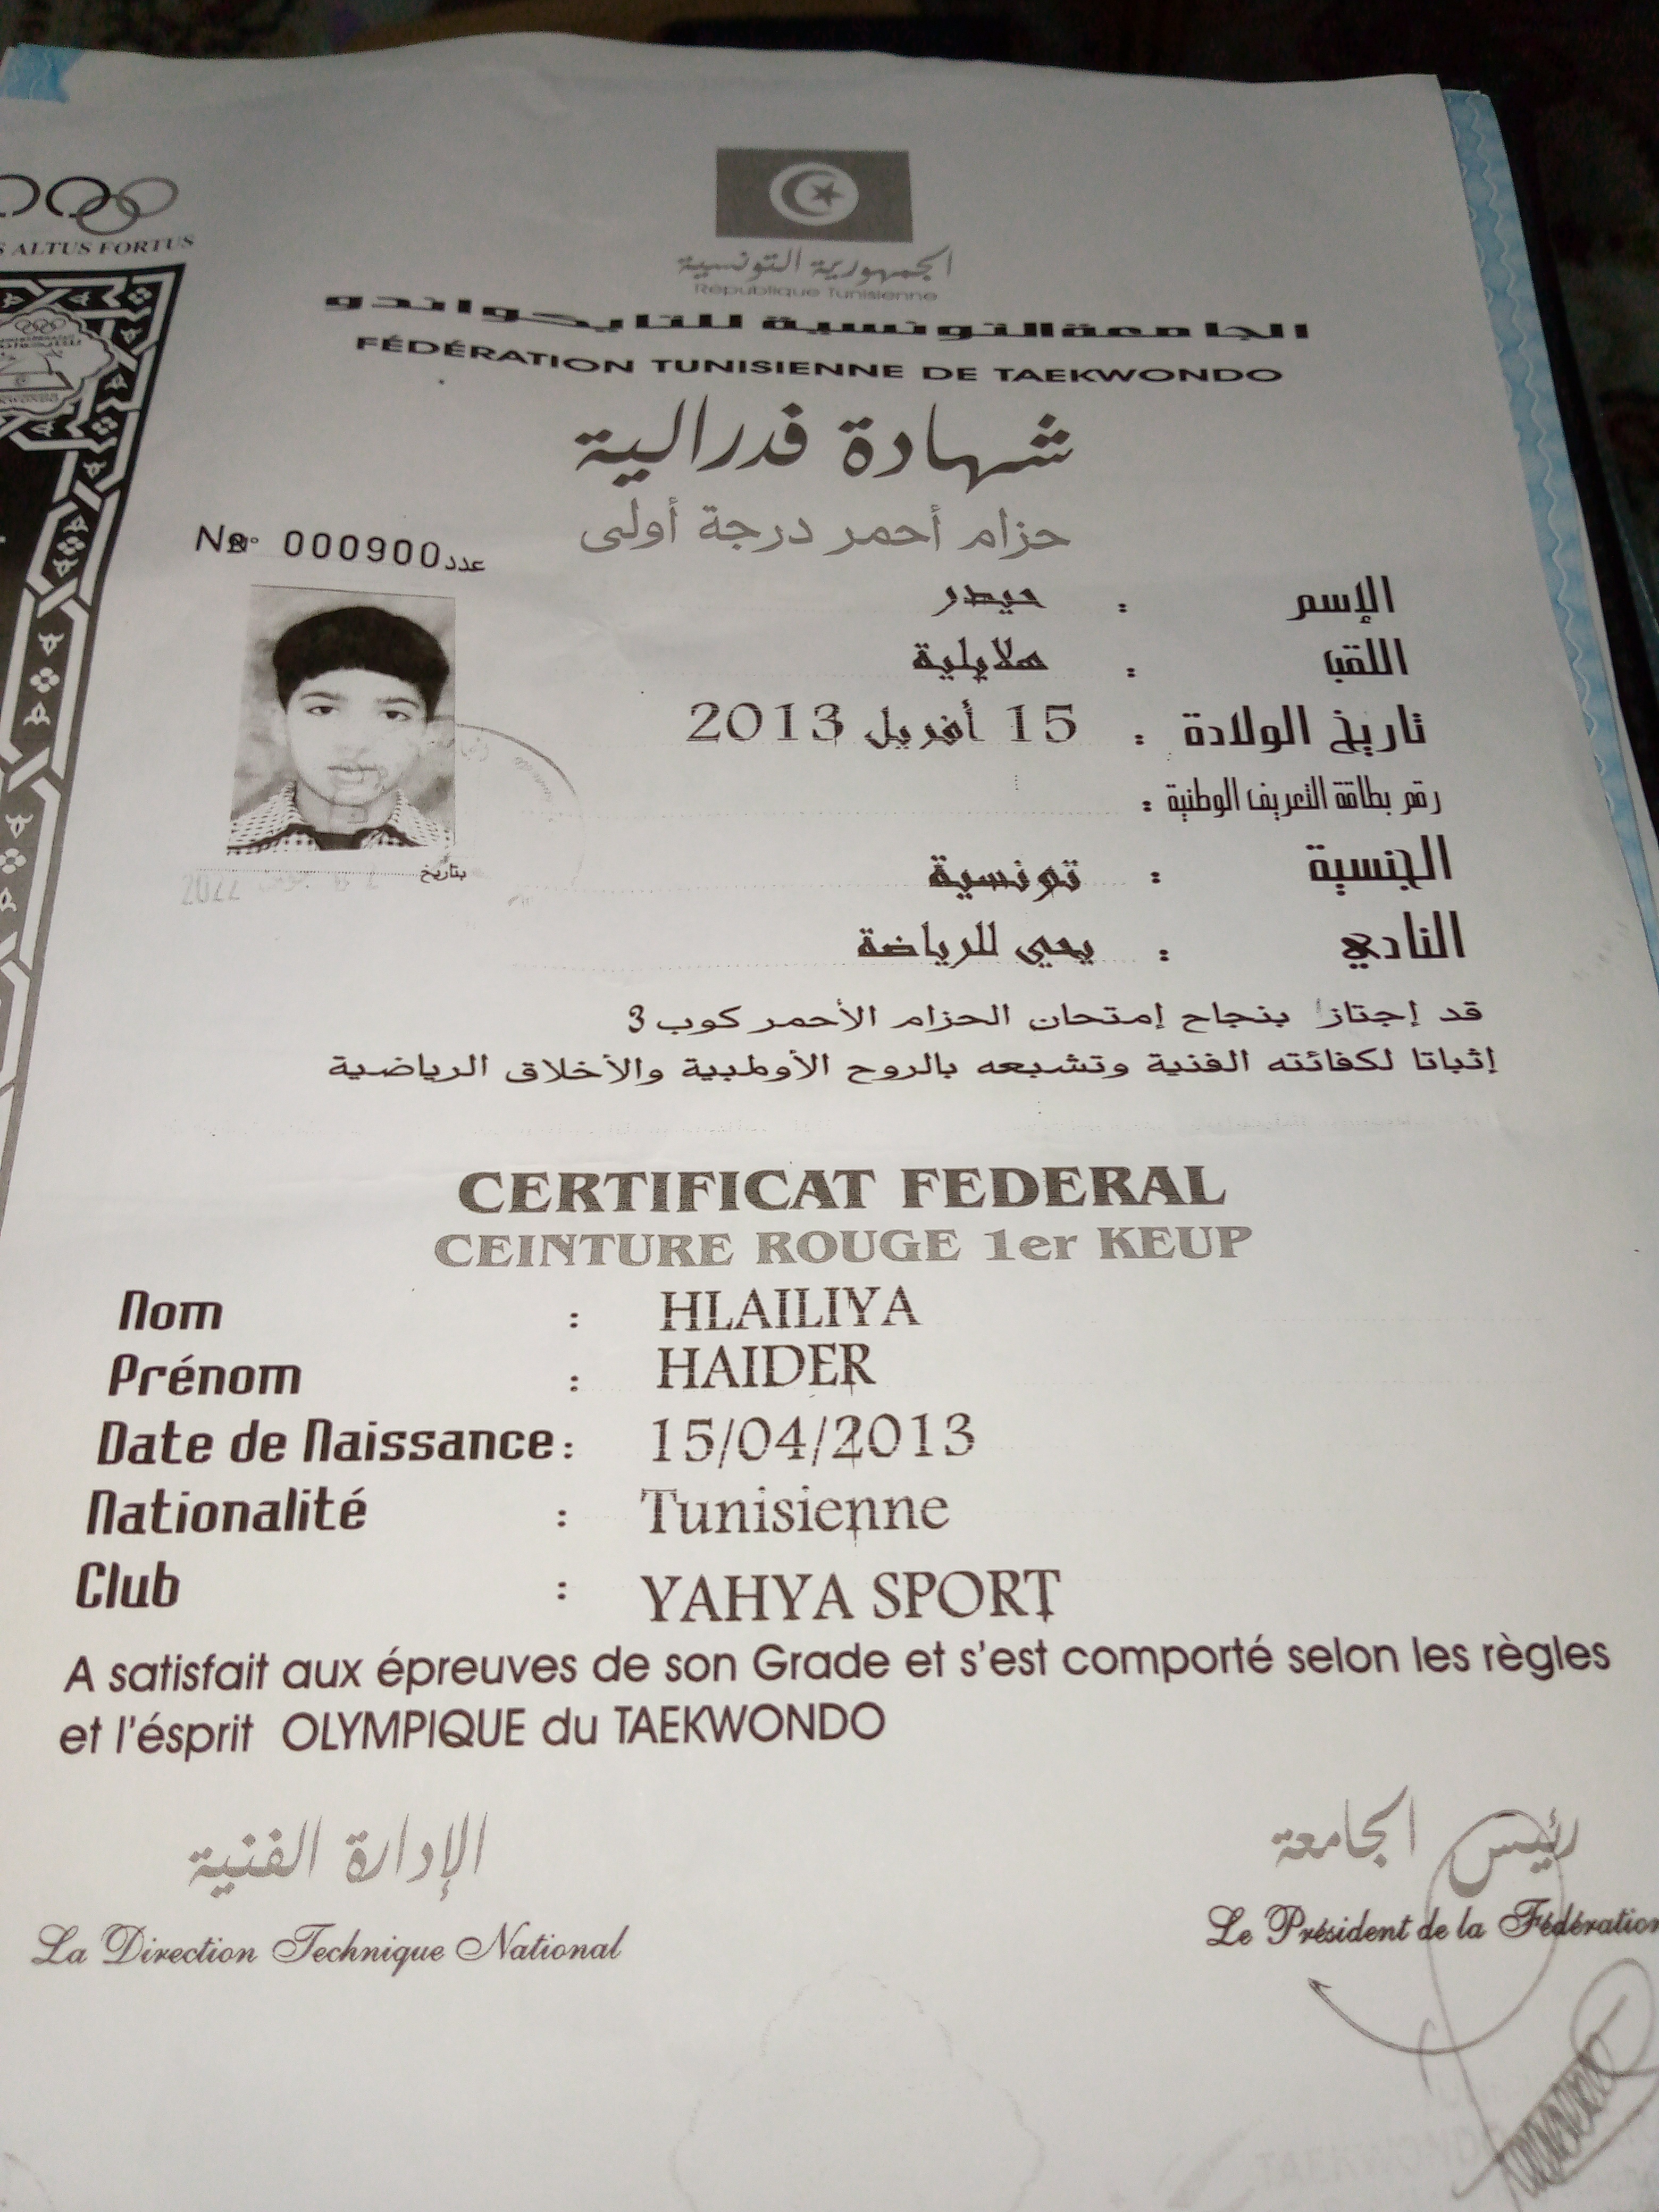 ALTUS FORTUS
الجمهورية التونسية
République Tunisienne
الجامعة التونسية للتايكواندو
FÉDÉRATION TUNISIENNE DE TAEKWONDO
شهادة فدرالية
حزام أحمر درجة أولى
000900 عدد
الإسم : حيدر
اللقب : هلايلية
تاريخ الولادة : 15 أفريل 2013
رقم بطاقة التعريف الوطنية :
الجنسية : تونسية
النادي : يحيي للرياضة
بتاريخ
2022
قد إجتاز بنجاح إمتحان الحزام الأحمر كوب 3
إثباتا لكفائته الفنية وتشبعه بالروح الأولمبية والأخلاق الرياضية
CERTIFICAT FEDERAL
CEINTURE ROUGE 1er KEUP
Nom : HLAILIYA
Prénom : HAIDER
Date de Naissance : 15/04/2013
Nationalité : Tunisienne
Club : YAHYA SPORT
A satisfait aux épreuves de son Grade et s'est comporté selon les règles
et l'ésprit OLYMPIQUE du TAEKWONDO
رئيس الجامعة
الإدارة الفنية
La Direction Technique National
Le Président de la Fédération
TAEKWONDO